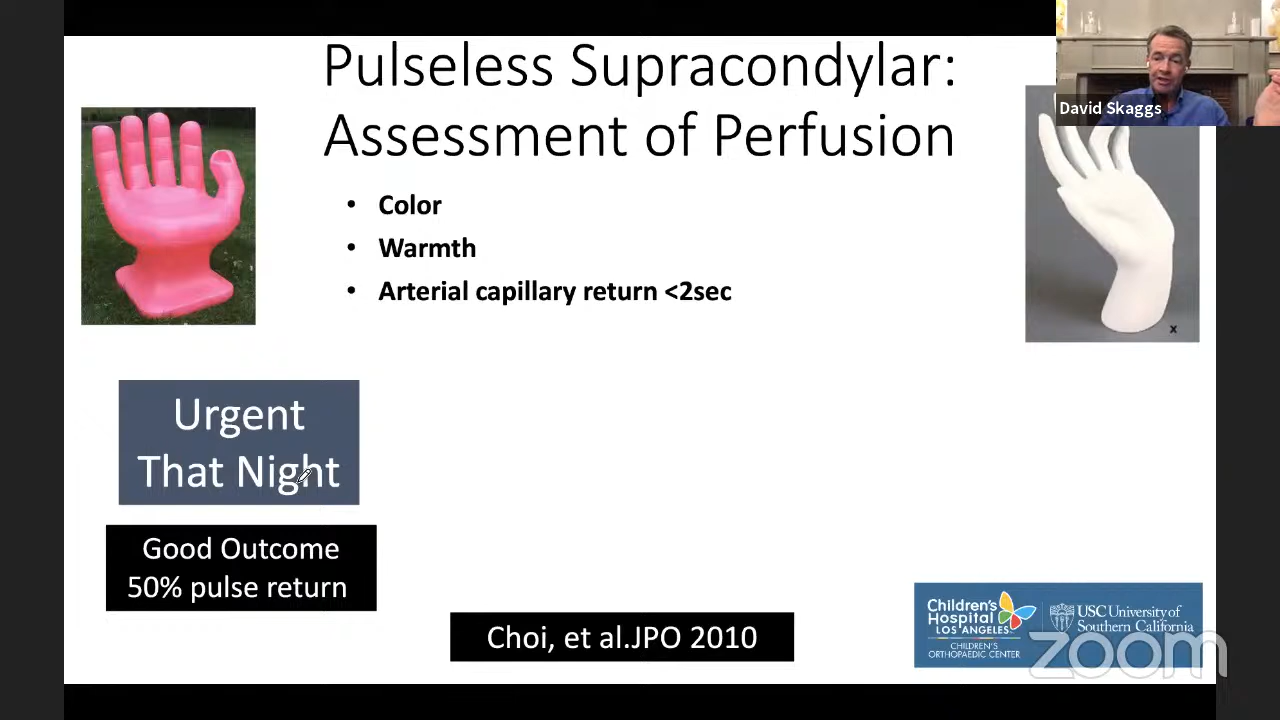 Pulseless Supracondylar:
Assessment of Perfusion
David Skaggs
• Color
• Warmth
• Arterial capillary return <2sec
x
Urgent
That Night
Good Outcome
50% pulse return
Choi, et al.JPO 2010
Children's
Hospital
LOS ANGELES
CHILDREN'S
ORTHOPAEDIC CENTER
USC University of
Southern California
zoom